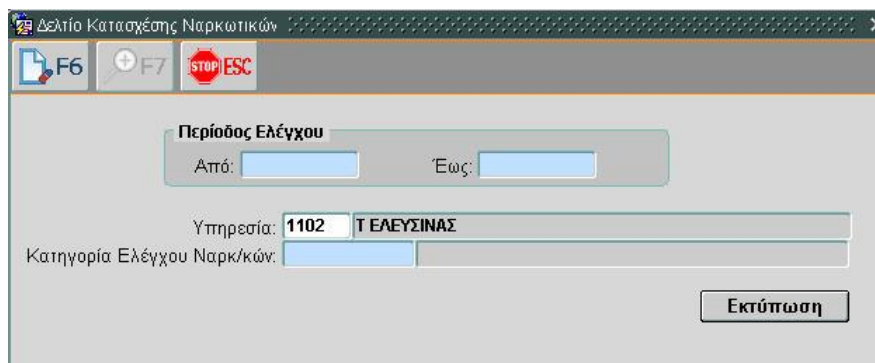 Δελτίο Κατασχέσης Ναρκωτικών
F6 F7 STOP ESC
Περίοδος Ελέγχου
Από: Έως:
Υπηρεσία: 1102 Τ ΕΛΕΥΣΙΝΑΣ
Κατηγορία Ελέγχου Ναρκ/κών:
Εκτύπωση